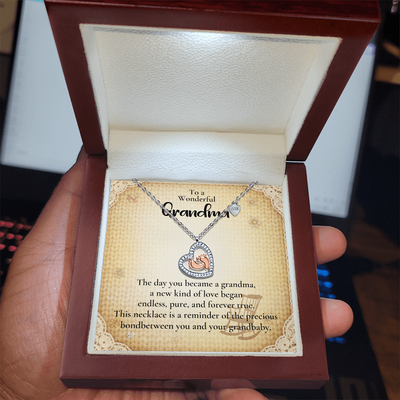 To a
Wonderful
Grandma
The day you became a grandma,
a new kind of love began
endless, pure, and forever true.
This necklace is a reminder of the precious
bondbetween you and your grandbaby.